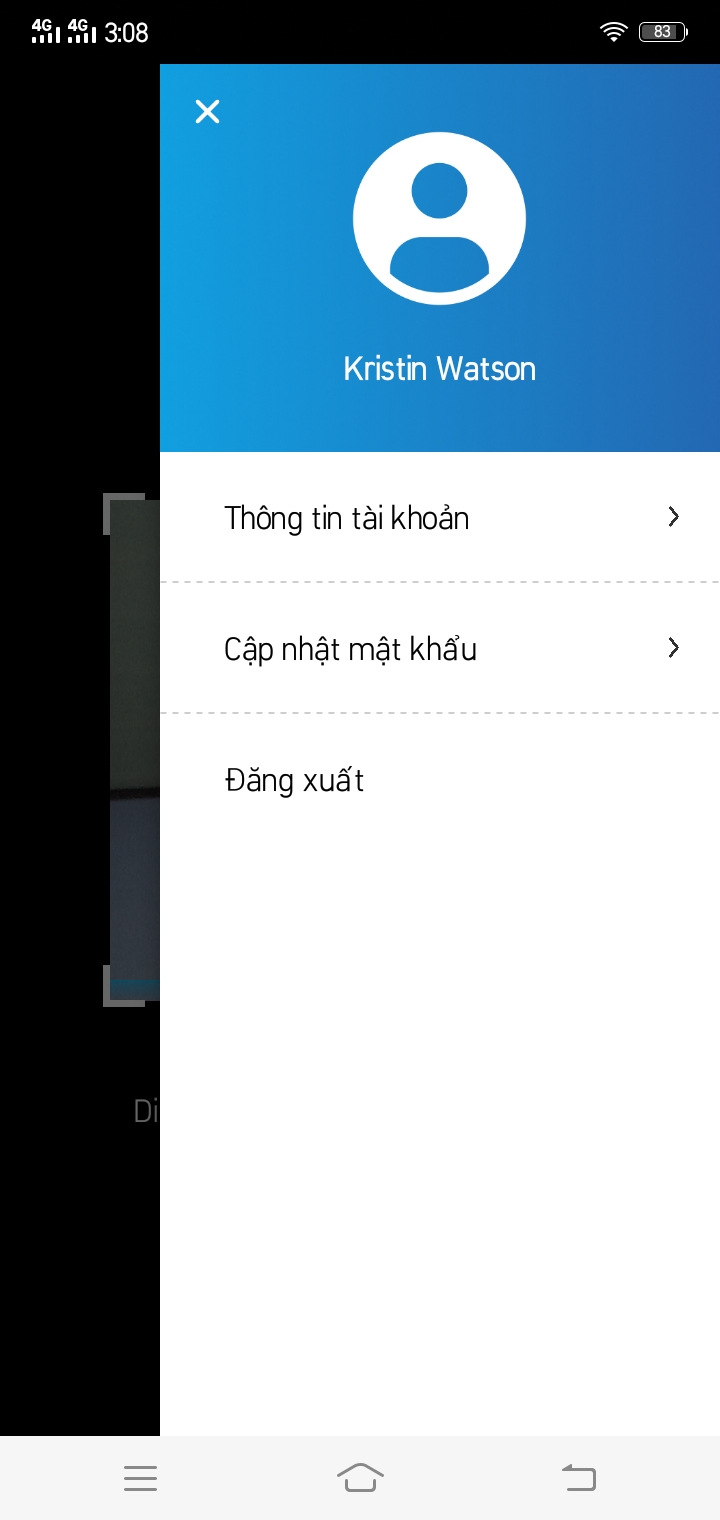 4G 4G 3:08 83
Kristin Watson
Thông tin tài khoản
Cập nhật mật khẩu
Đăng xuất
Di